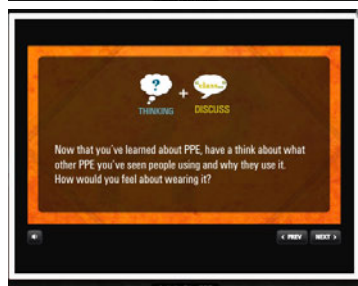 ?
"class..."
THINKING + DISCUSS
Now that you've learned about PPE, have a think about what
other PPE you've seen people using and why they use it.
How would you feel about wearing it?
< PREV NEXT >